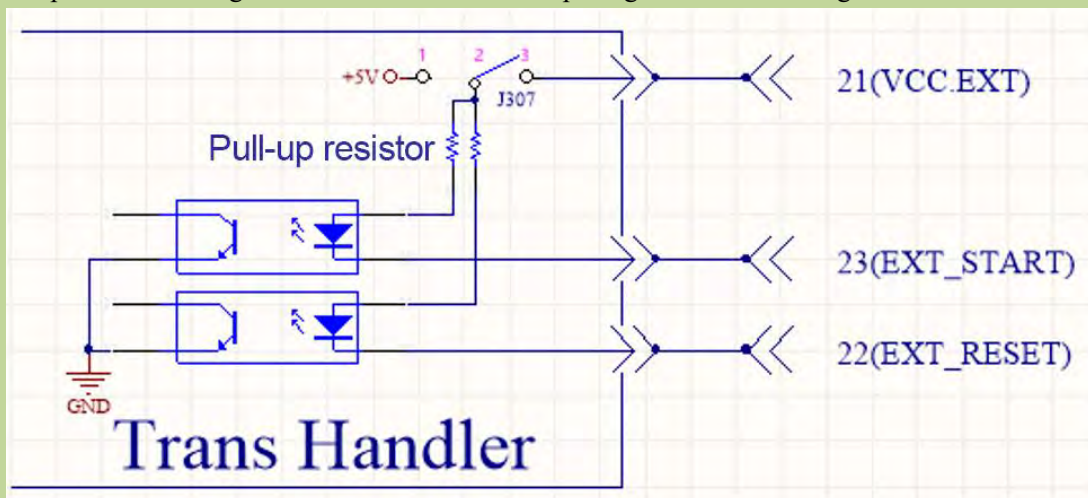 1
2
3
+5V
J307
21(VCC.EXT)
Pull-up resistor
23(EXT_START)
22(EXT_RESET)
GND
Trans Handler